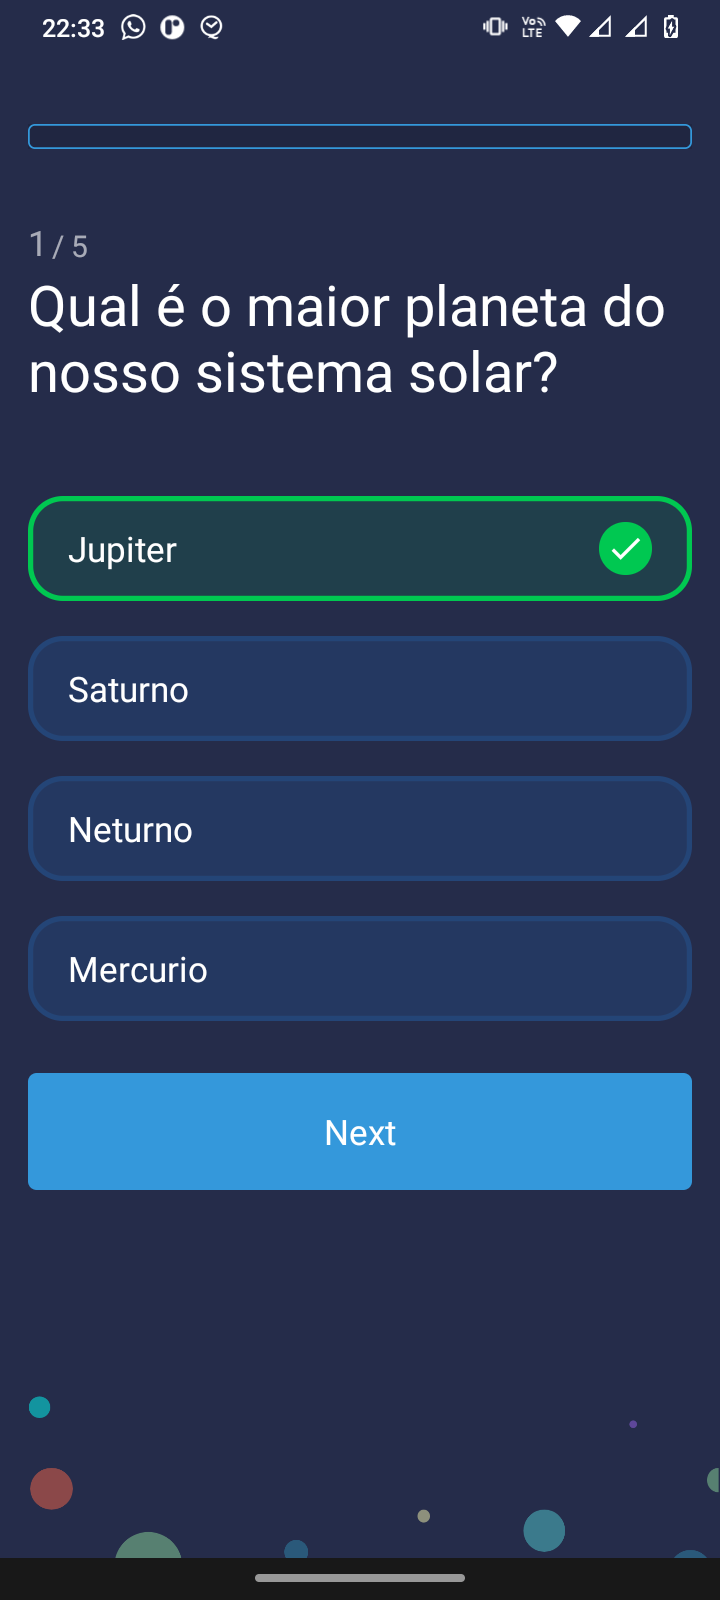 22:33
Vo LTE
1 / 5
Qual é o maior planeta do
nosso sistema solar?
Jupiter
Saturno
Neturno
Mercurio
Next